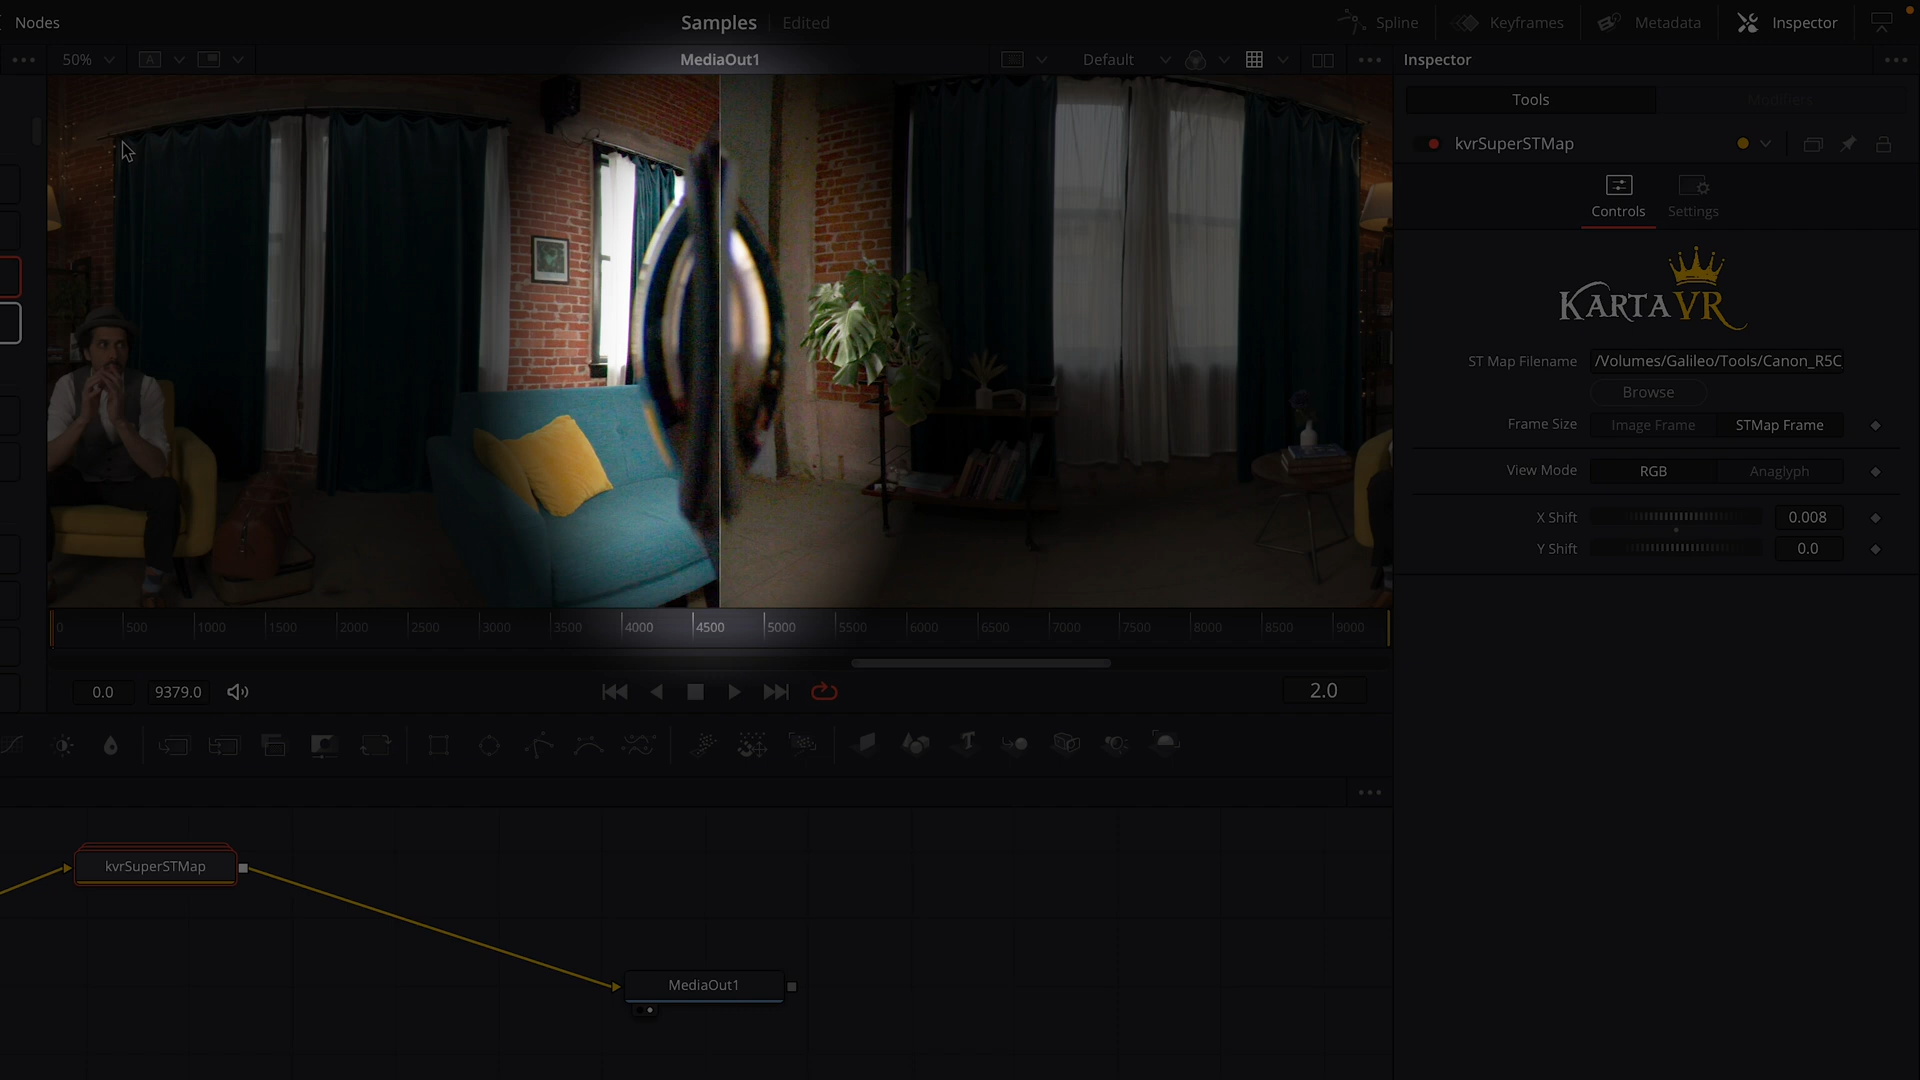 Nodes
Samples
Edited
Spline
Keyframes
Metadata
Inspector
50%
A
MediaOut1
Default
Inspector
Tools
Modifiers
kvrSuperSTMap
Controls
Settings
KARTAVR
ST Map Filename
/Volumes/Galileo/Tools/Canon_R5C
Browse
Frame Size
Image Frame
STMap Frame
View Mode
RGB
Anaglyph
X Shift
0.008
Y Shift
0.0
0 500 1000 1500 2000 2500 3000 3500 4000 4500 5000 5500 6000 6500 7000 7500 8000 8500 9000
0.0
9379.0
2.0
T
kvrSuperSTMap
MediaOut1